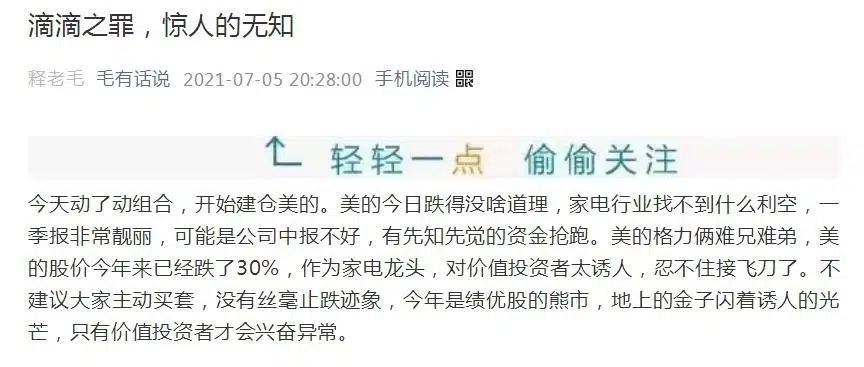 滴滴之罪，惊人的无知
释老毛 毛有话说 2021-07-05 20:28:00 手机阅读
轻轻一点 偷偷关注
今天动了动组合，开始建仓美的。美的今日跌得没啥道理，家电行业找不到什么利空，一
季报非常靓丽，可能是公司中报不好，有先知先觉的资金抢跑。美的格力俩难兄难弟，美
的股价今年来已经跌了30%，作为家电龙头，对价值投资者太诱人，忍不住接飞刀了。不
建议大家主动买套，没有丝毫止跌迹象，今年是绩优股的熊市，地上的金子闪着诱人的光
芒，只有价值投资者才会兴奋异常。